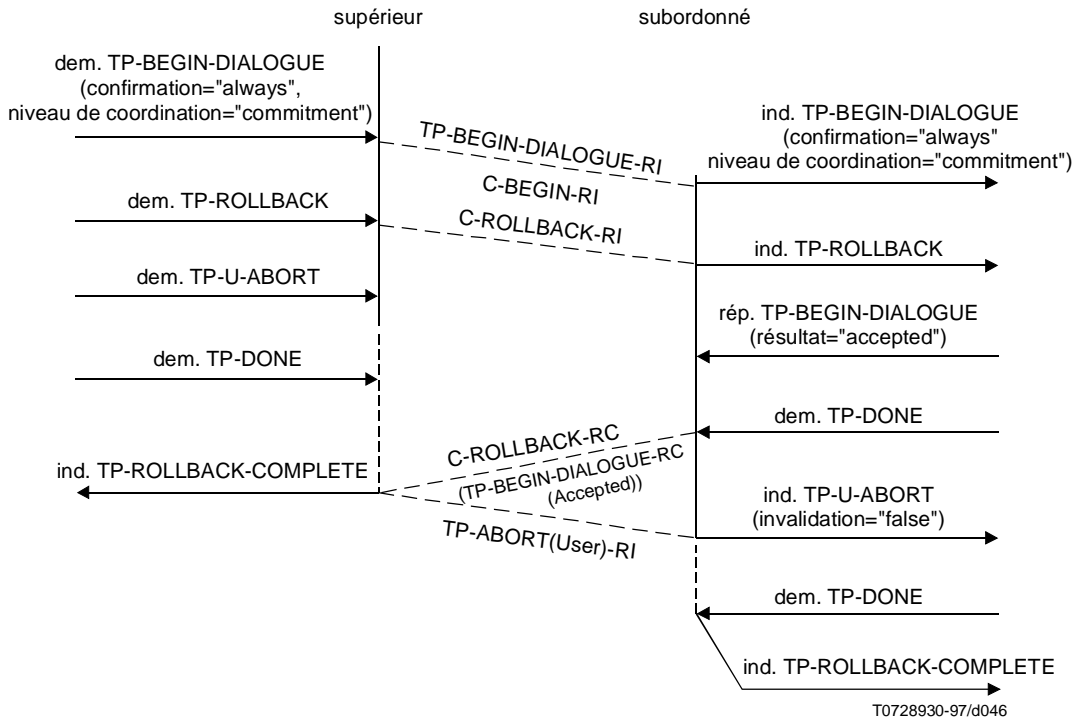 supérieur
subordonné
dem. TP-BEGIN-DIALOGUE
(confirmation="always",
niveau de coordination="commitment")
ind. TP-BEGIN-DIALOGUE
(confirmation="always"
niveau de coordination="commitment")
TP-BEGIN-DIALOGUE-RI
C-BEGIN-RI
dem. TP-ROLLBACK
C-ROLLBACK-RI
ind. TP-ROLLBACK
dem. TP-U-ABORT
rép. TP-BEGIN-DIALOGUE
(résultat="accepted")
dem. TP-DONE
dem. TP-DONE
C-ROLLBACK-RC
(TP-BEGIN-DIALOGUE-RC
(Accepted))
ind. TP-ROLLBACK-COMPLETE
ind. TP-U-ABORT
(invalidation="false")
TP-ABORT(User)-RI
dem. TP-DONE
ind. TP-ROLLBACK-COMPLETE
T0728930-97/d046